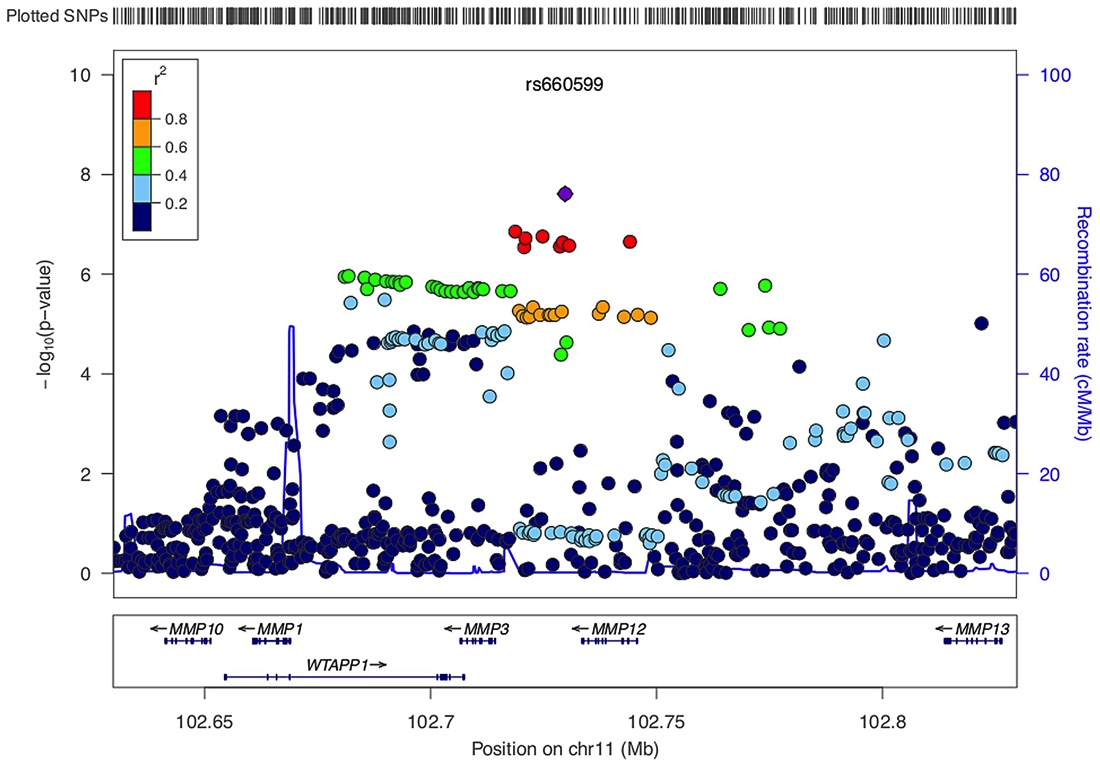 Plotted SNPs
rs660599
r2
0.8
0.6
0.4
0.2
10
8
6
4
2
0
−log10(p−value)
100
80
60
40
20
0
Recombination rate (cM/Mb)
←MMP10
←MMP1
←MMP3
←MMP12
←MMP13
WTAPP1→
102.65
102.7
102.75
102.8
Position on chr11 (Mb)